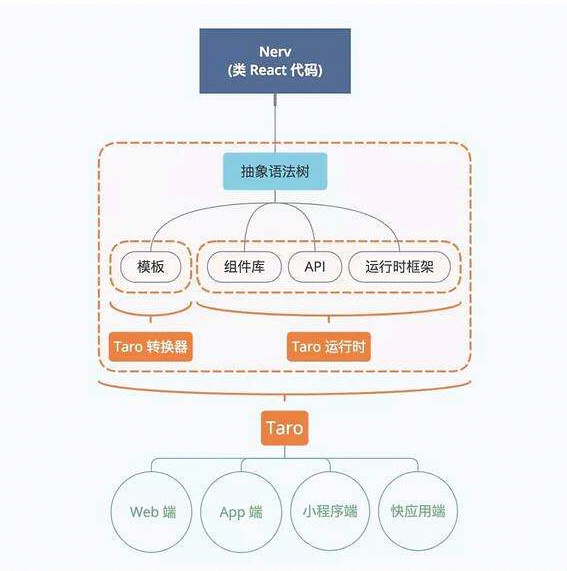 Nerv
(类 React 代码)
抽象语法树
模板
组件库
API
运行时框架
Taro 转换器
Taro 运行时
Taro
Web 端
App 端
小程序端
快应用端